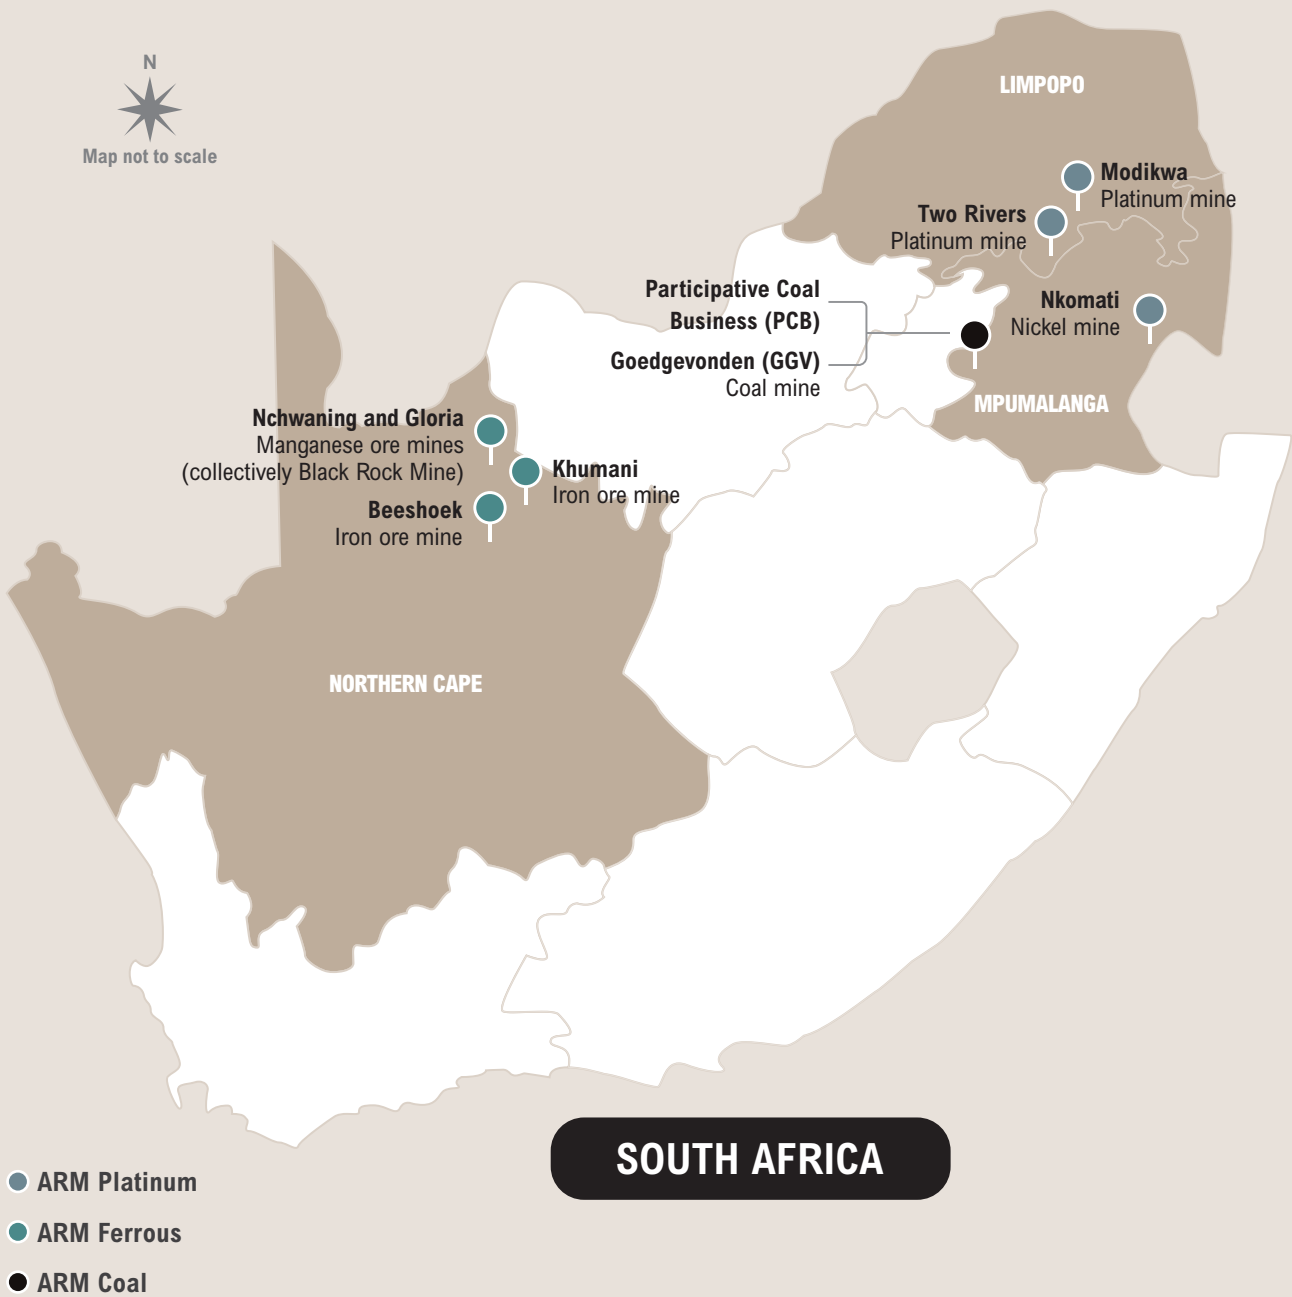 N
Map not to scale
LIMPOPO
Modikwa
Platinum mine
Two Rivers
Platinum mine
Participative Coal
Business (PCB)
Goedgevonden (GGV)
Coal mine
Nkomati
Nickel mine
MPUMALANGA
Nchwaning and Gloria
Manganese ore mines
(collectively Black Rock Mine)
Khumani
Iron ore mine
Beeshoek
Iron ore mine
NORTHERN CAPE
SOUTH AFRICA
ARM Platinum
ARM Ferrous
ARM Coal